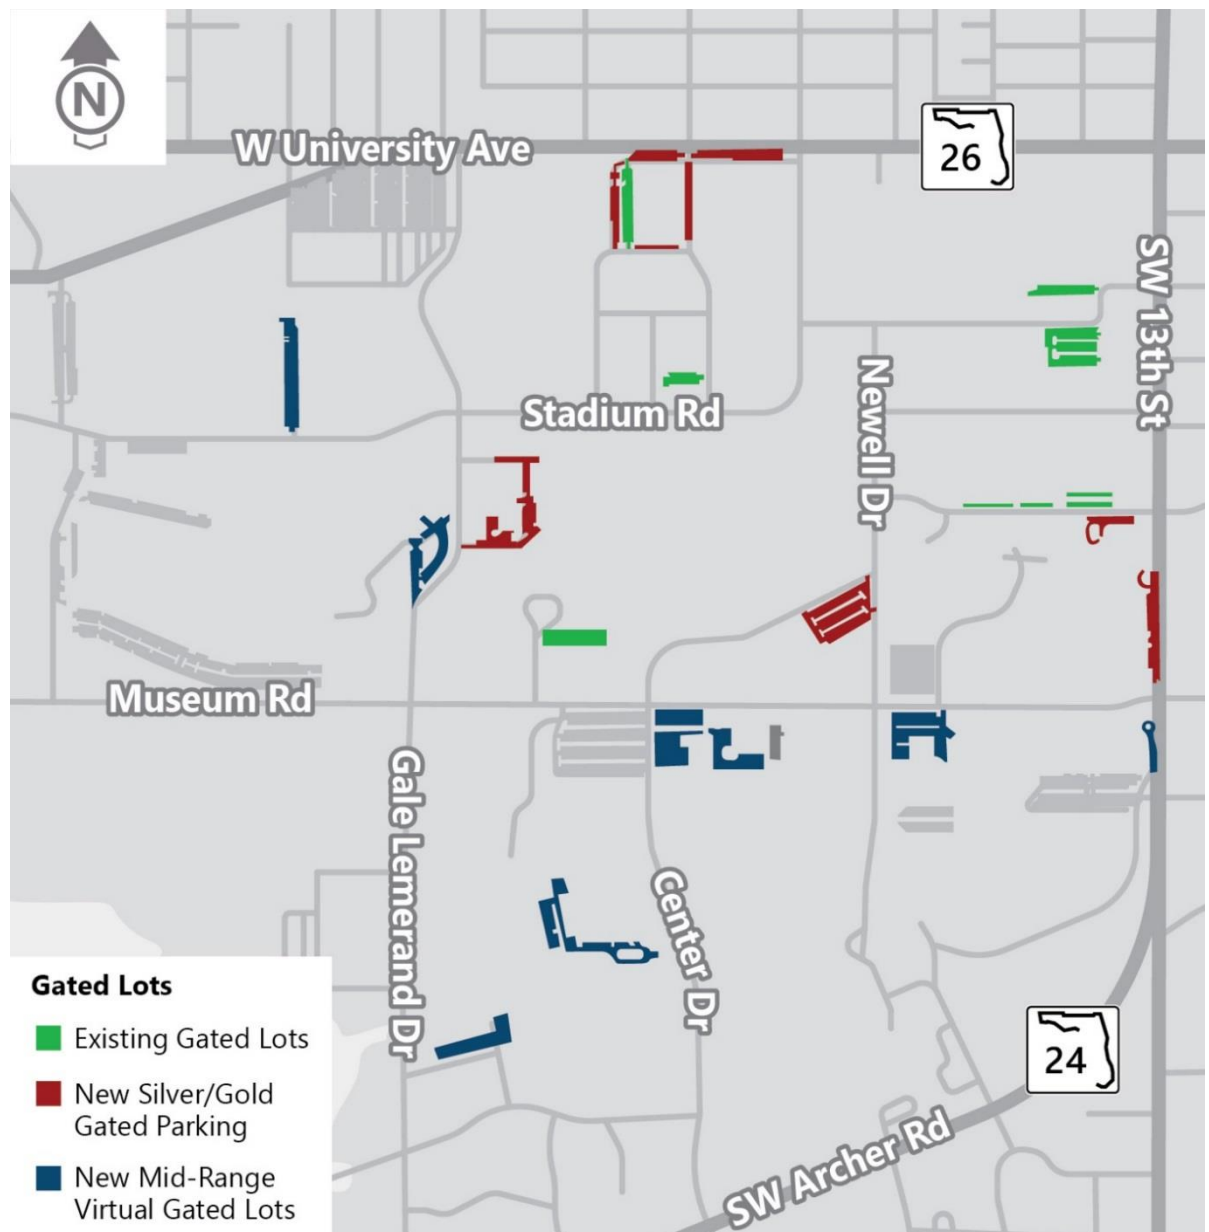 N
W University Ave
26
SW 13th St
Newell Dr
Stadium Rd
Museum Rd
Gale Lemerand Dr
Center Dr
Gated Lots
Existing Gated Lots
New Silver/Gold
Gated Parking
New Mid-Range
Virtual Gated Lots
24
SW Archer Rd